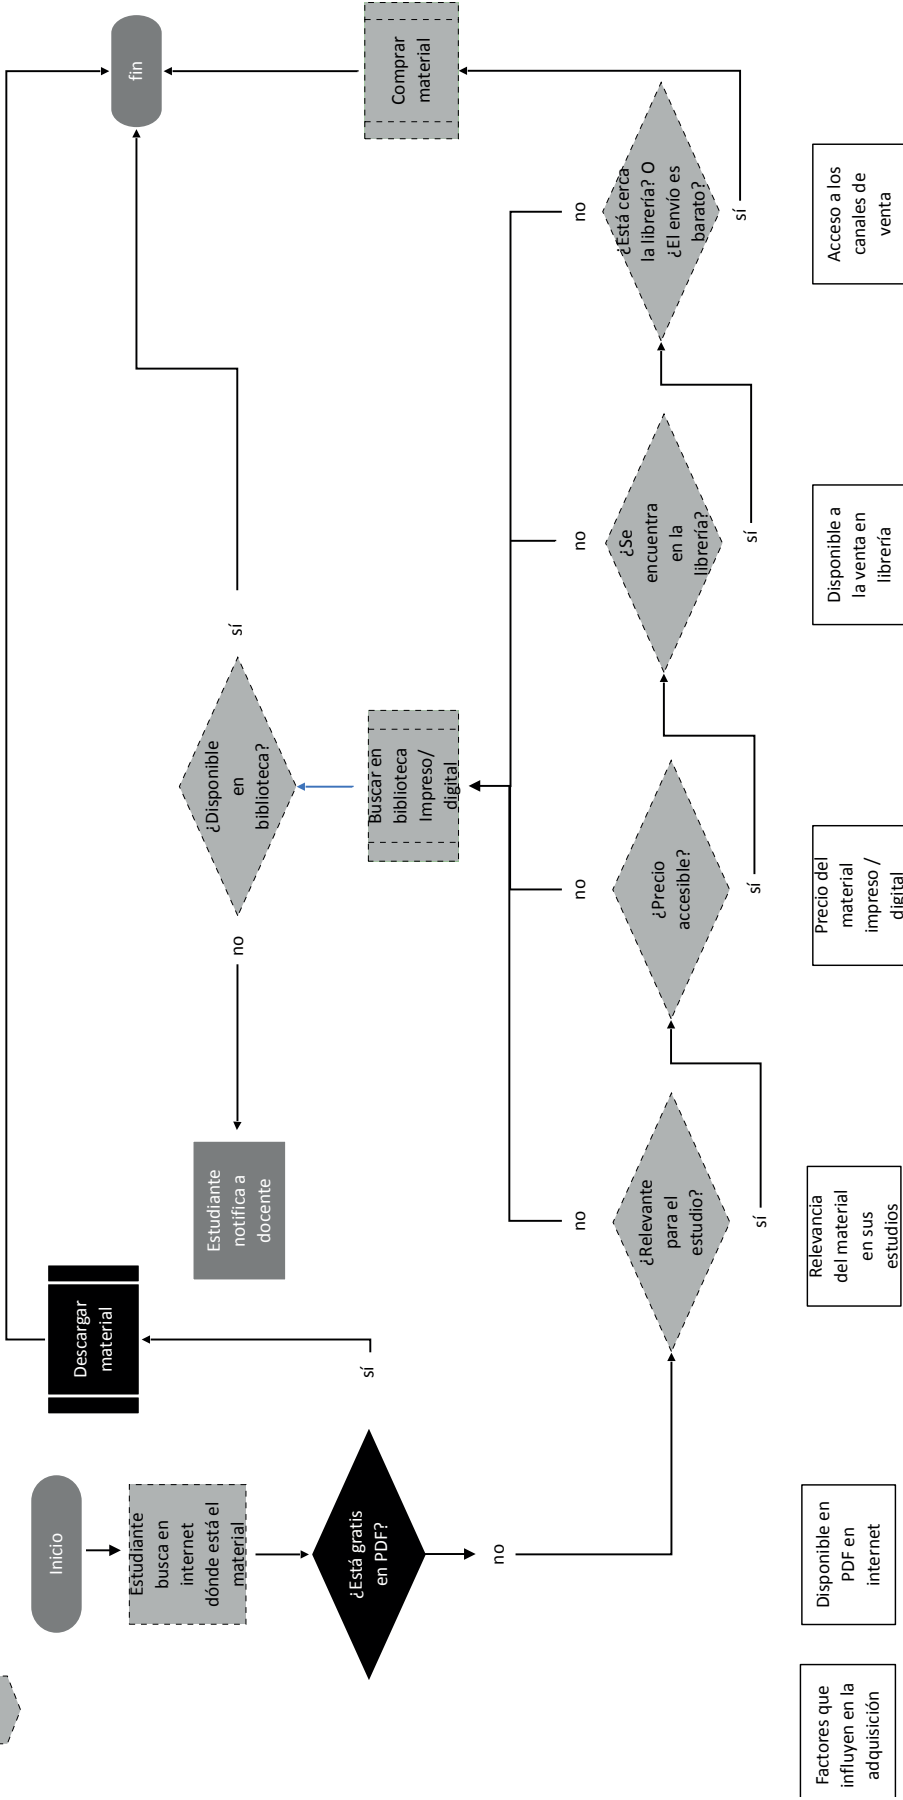 Inicio
Estudiante
busca en
internet
dónde está el
material
¿Está gratis
en PDF?
sí
no
Descargar
material
Estudiante
notifica a
docente
no
¿Disponible
en
biblioteca?
sí
fin
Buscar en
biblioteca
Impreso/
digital
Comprar
material
no
no
no
no
¿Relevante
para el
estudio?
sí
¿Precio
accesible?
sí
¿Se
encuentra
en la
librería?
sí
¿Está cerca
la librería? O
¿El envío es
barato?
sí
Factores que
influyen en la
adquisición
Disponible en
PDF en
internet
Relevancia
del material
en sus
estudios
Precio del
material
impreso /
digital
Disponible a
la venta en
librería
Acceso a los
canales de
venta